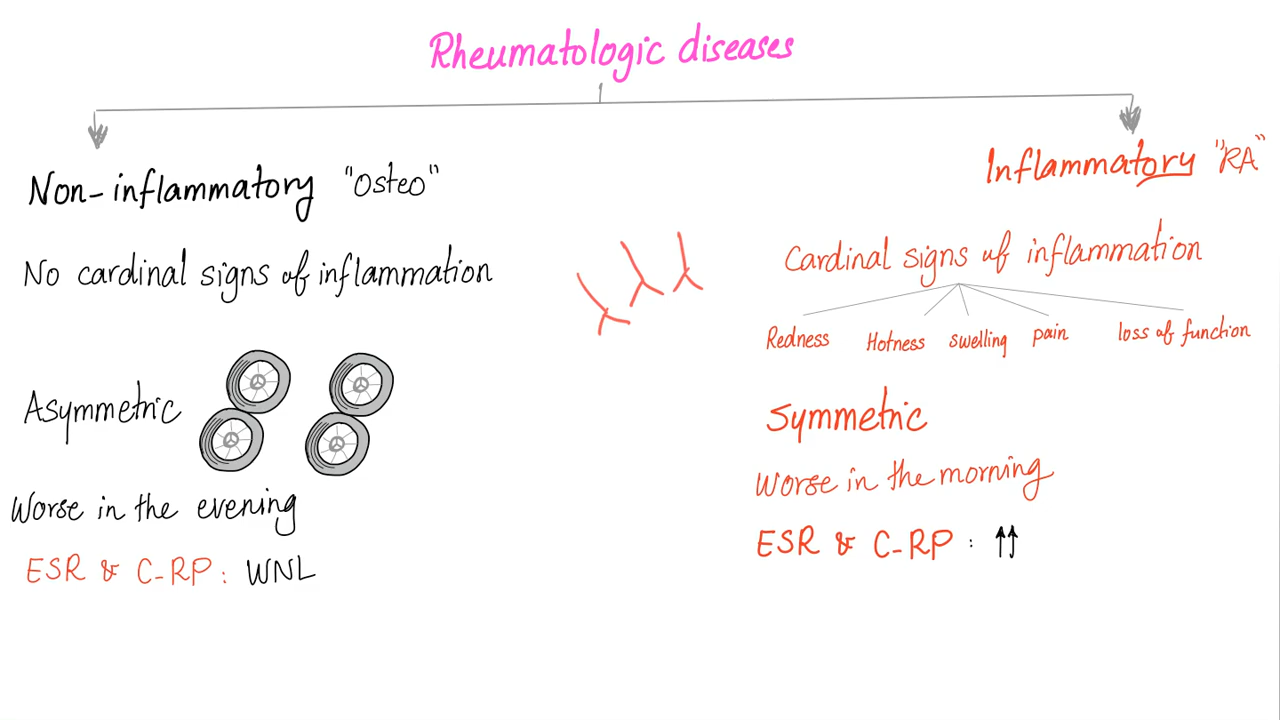 Rheumatologic diseases
Non-inflammatory "Osteo"
No cardinal signs of inflammation
Asymmetric
Worse in the evening
ESR & C-RP: WNL
Inflammatory "RA"
Cardinal signs of inflammation
Redness Hotness swelling pain loss of function
Symmetric
Worse in the morning
ESR & C-RP: ↑↑